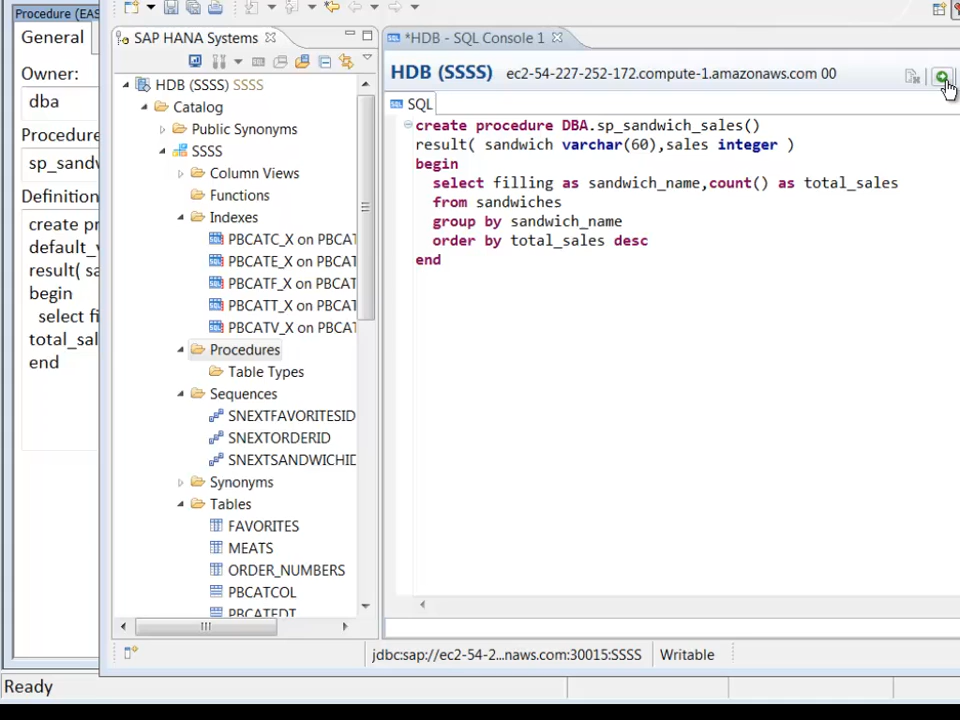 Procedure (EAS
General
Owner:
dba
Procedure
sp_sandw
Definition
create pr
default_v
result( sa
begin
select fi
total_sal
end
Ready
SAP HANA Systems
HDB (SSSS) SSSS
Catalog
Public Synonyms
SSSS
Column Views
Functions
Indexes
PBCATC_X on PBCAT
PBCATE_X on PBCAT
PBCATF_X on PBCAT
PBCATT_X on PBCAT
PBCATV_X on PBCAT
Procedures
Table Types
Sequences
SNEXTFAVORITESID
SNEXTORDERID
SNEXTSANDWICHID
Synonyms
Tables
FAVORITES
MEATS
ORDER_NUMBERS
PBCATCOL
PBCATEDT
*HDB - SQL Console 1
HDB (SSSS) ec2-54-227-252-172.compute-1.amazonaws.com 00
SQL
create procedure DBA.sp_sandwich_sales()
result( sandwich varchar(60),sales integer )
begin
select filling as sandwich_name,count() as total_sales
from sandwiches
group by sandwich_name
order by total_sales desc
end
jdbc:sap://ec2-54-2...naws.com:30015:SSSS Writable